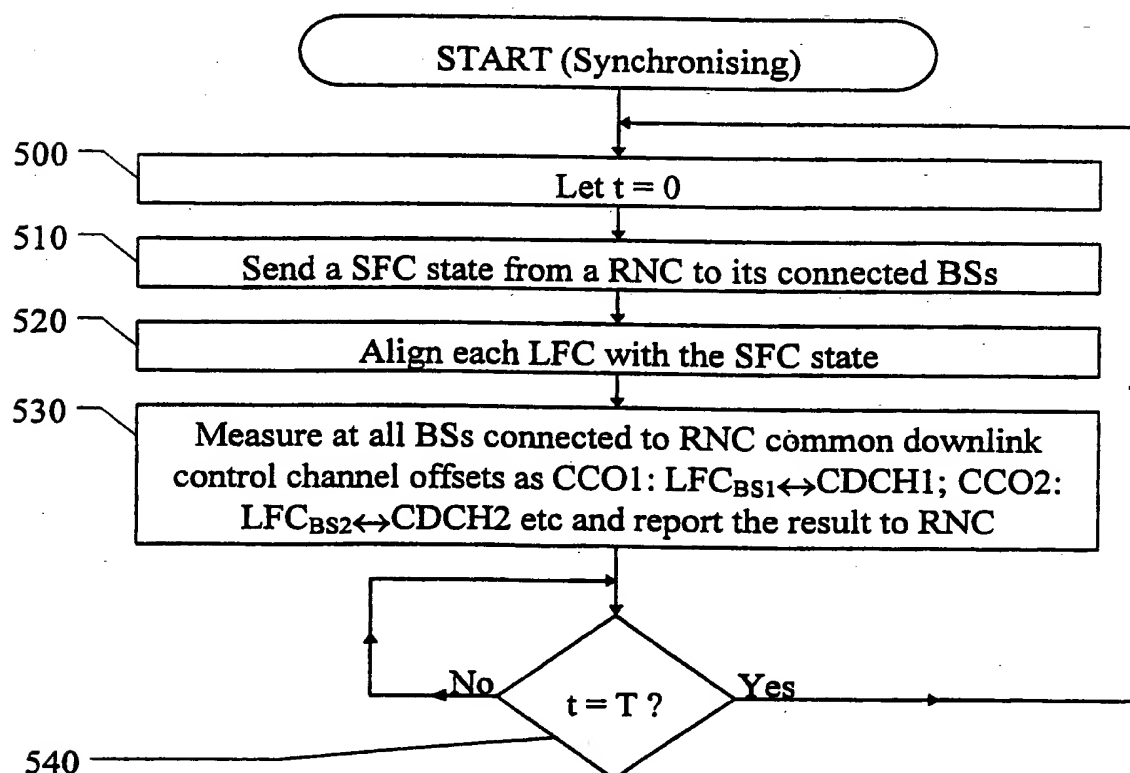 START (Synchronising)
500
Let t = 0
510
Send a SFC state from a RNC to its connected BSs
520
Align each LFC with the SFC state
530
Measure at all BSs connected to RNC common downlink
control channel offsets as CCO1: LFC_BS1↔CDCH1; CCO2:
LFC_BS2↔CDCH2 etc and report the result to RNC
No
t = T ?
Yes
540